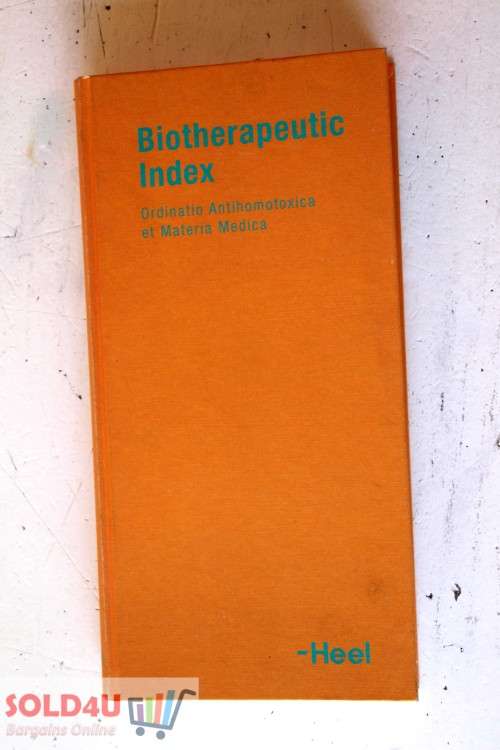 Biotherapeutic
Index
Ordinatio Antihomotoxica
et Materia Medica
-Heel
SOLD4U
Bargains Online